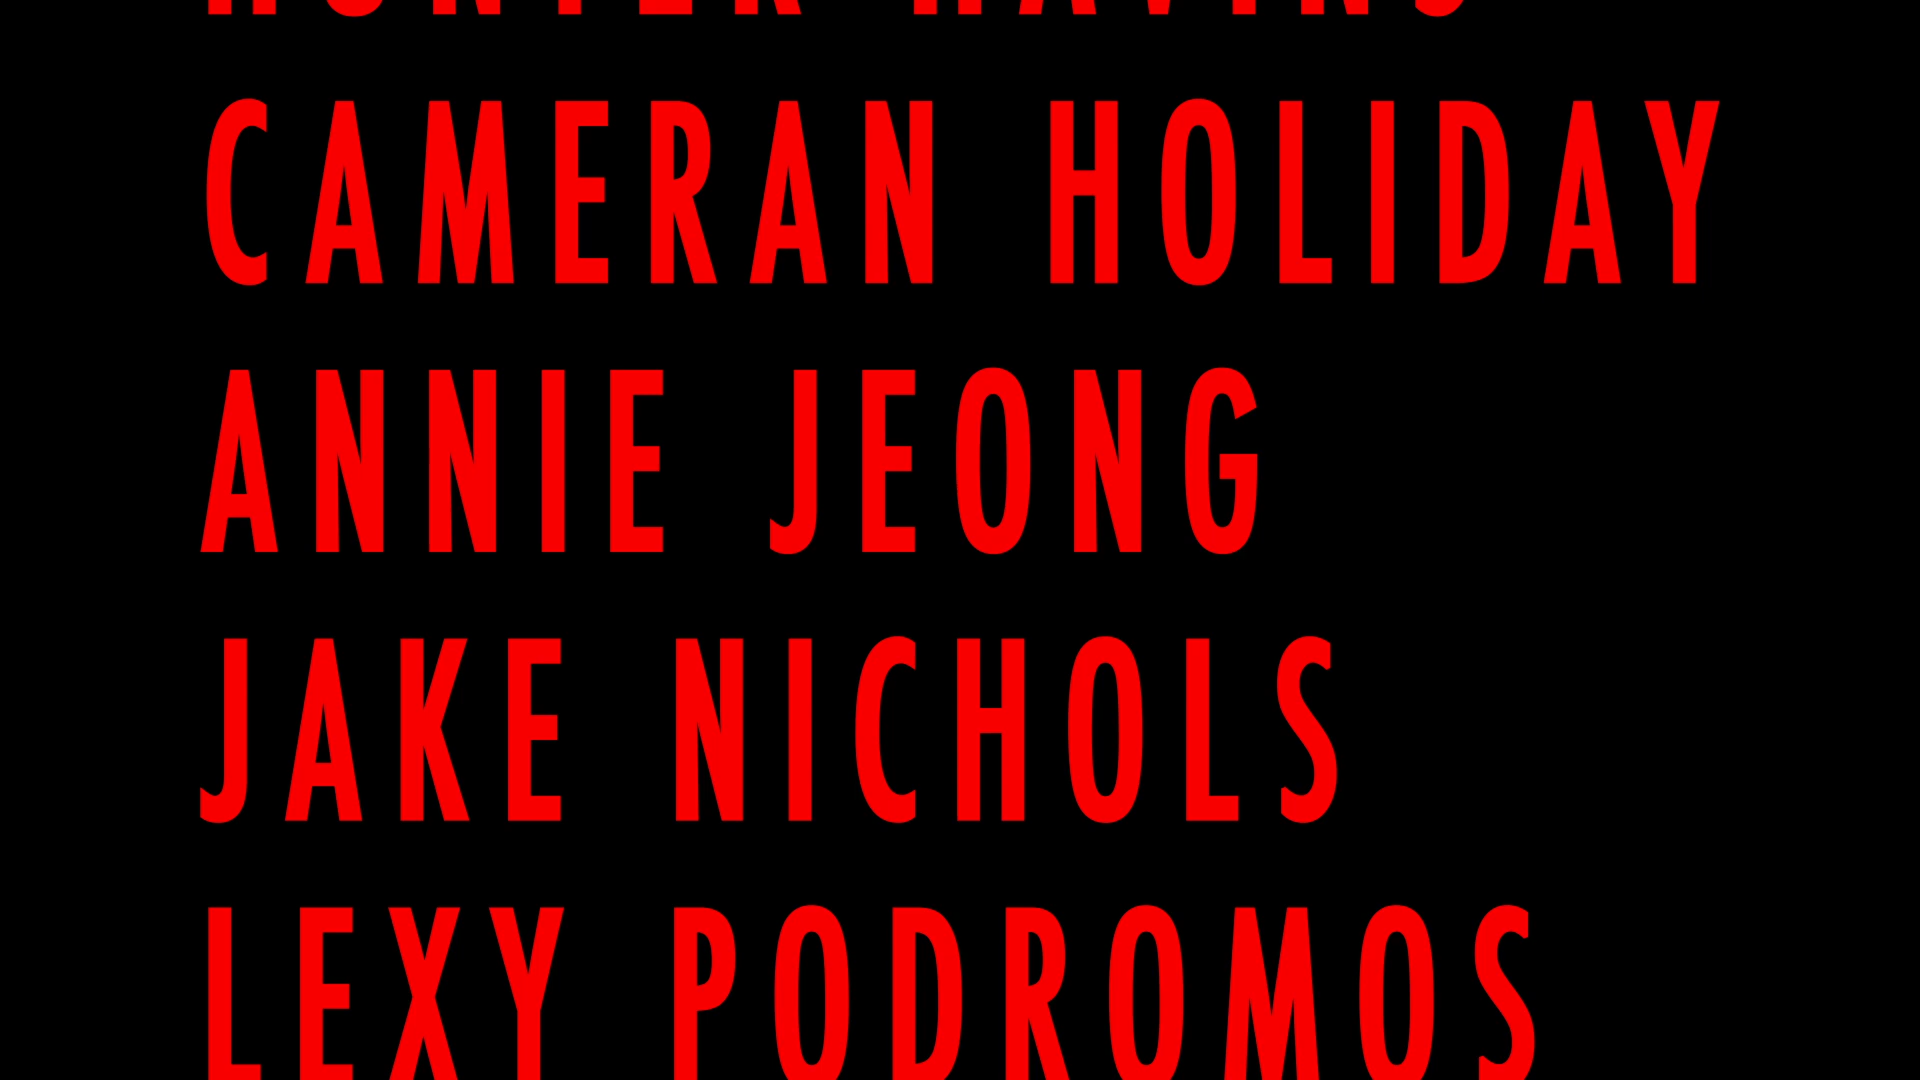 CAMERAN HOLIDAY
ANNIE JEONG
JAKE NICHOLS
LEXY PODROMOS